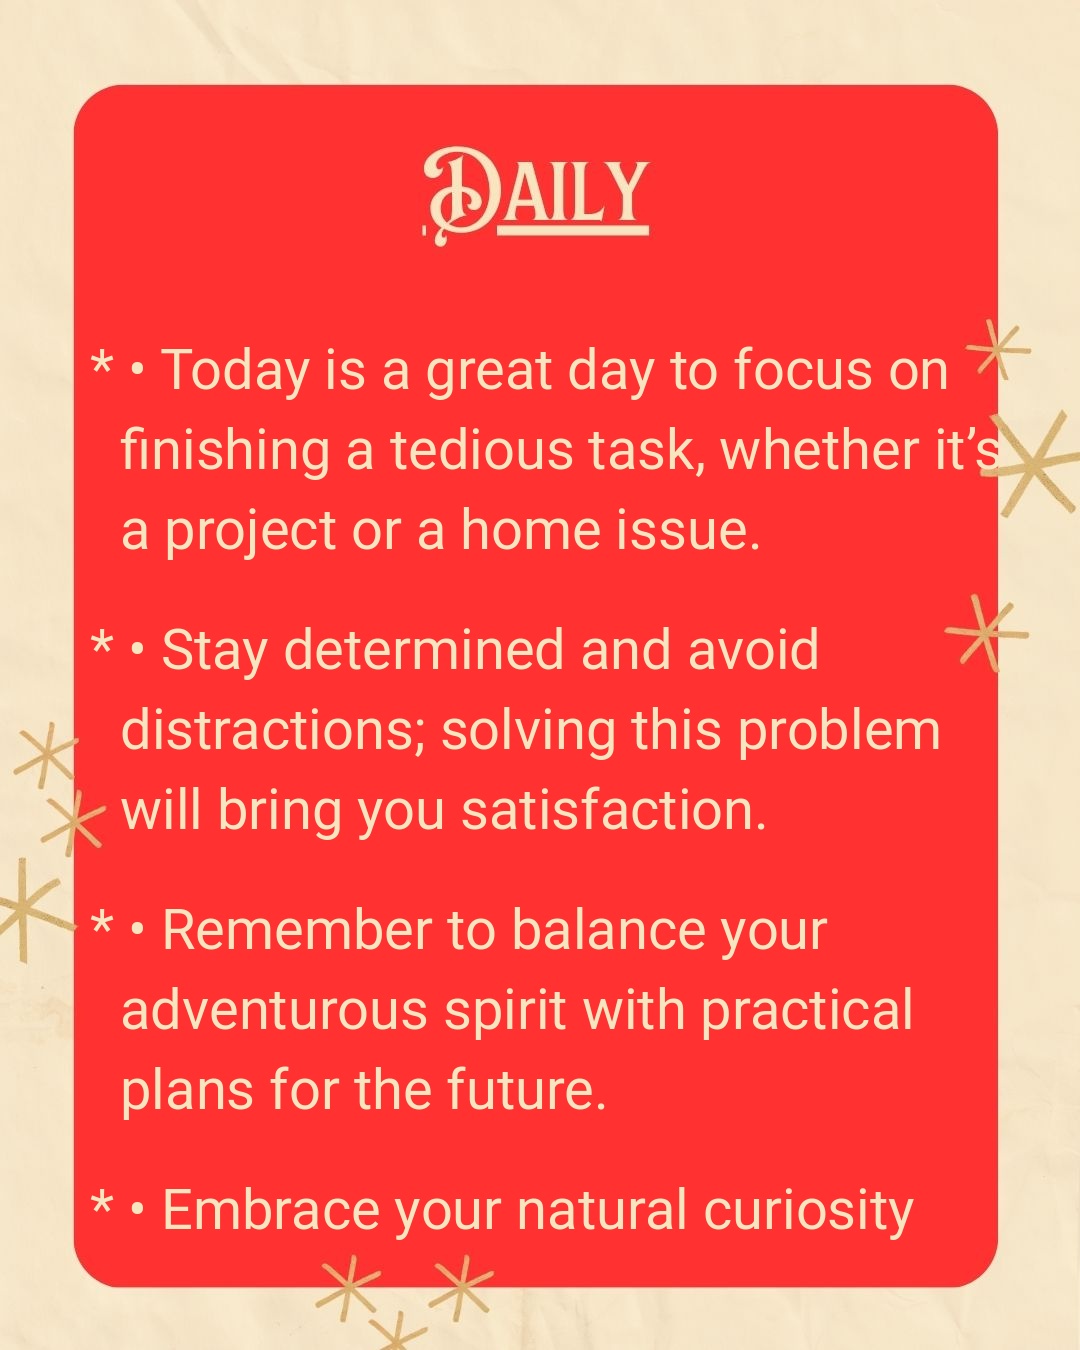 Daily
* • Today is a great day to focus on
finishing a tedious task, whether it’s
a project or a home issue.
* • Stay determined and avoid
distractions; solving this problem
will bring you satisfaction.
* • Remember to balance your
adventurous spirit with practical
plans for the future.
* • Embrace your natural curiosity